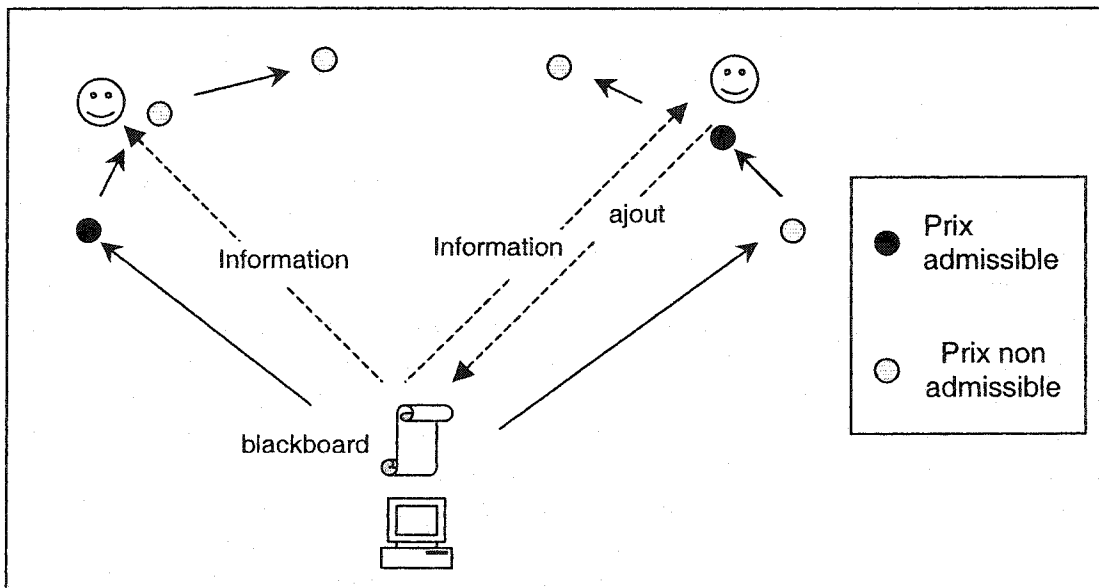 ajout
Information
Information
blackboard
Prix
admissible
Prix non
admissible